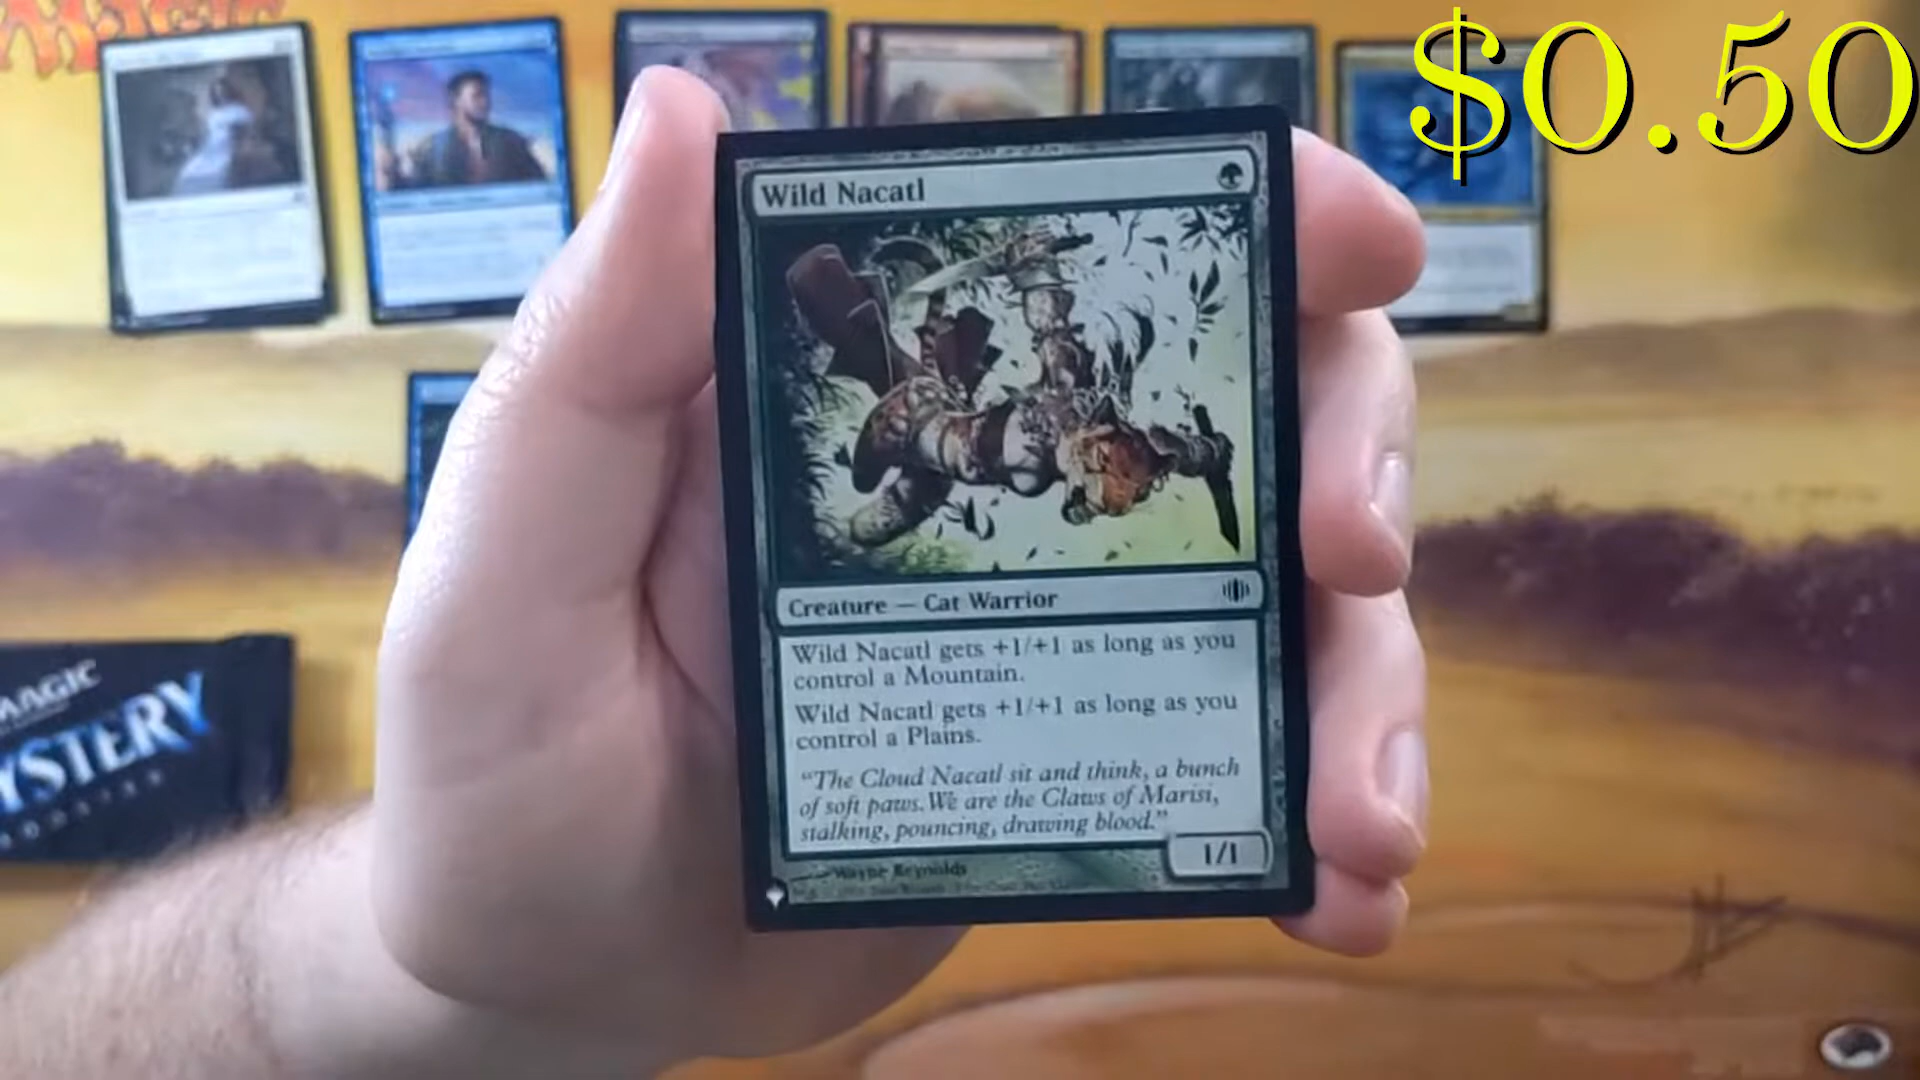 $0.50
Wild Nacatl
Creature — Cat Warrior
Wild Nacatl gets +1/+1 as long as you
control a Mountain.
Wild Nacatl gets +1/+1 as long as you
control a Plains.
“The Cloud Nacatl sit and think, a bunch
of soft paws. We are the Claws of Marisi,
stalking, pouncing, drawing blood.”
1/1
Wayne Reynolds
MAGIC
YSTERY